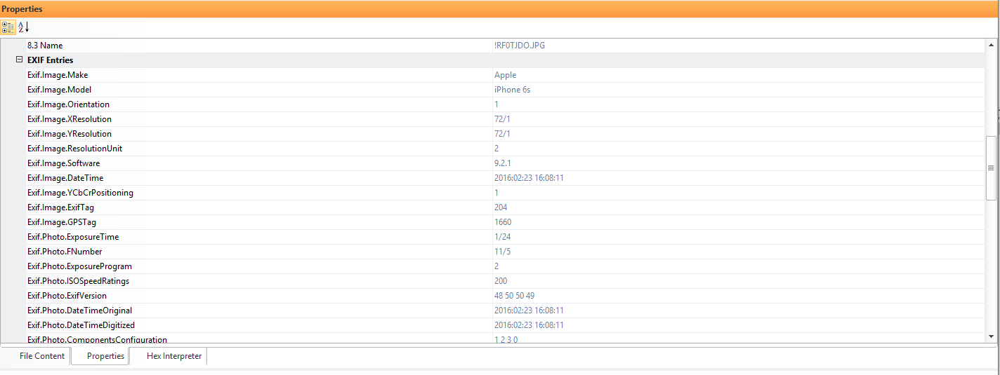 Properties
8.3 Name !RF0TJDO.JPG
EXIF Entries
Exif.Image.Make Apple
Exif.Image.Model iPhone 6s
Exif.Image.Orientation 1
Exif.Image.XResolution 72/1
Exif.Image.YResolution 72/1
Exif.Image.ResolutionUnit 2
Exif.Image.Software 9.2.1
Exif.Image.DateTime 2016:02:23 16:08:11
Exif.Image.YCbCrPositioning 1
Exif.Image.ExifTag 204
Exif.Image.GPSTag 1660
Exif.Photo.ExposureTime 1/24
Exif.Photo.FNumber 11/5
Exif.Photo.ExposureProgram 2
Exif.Photo.ISOSpeedRatings 200
Exif.Photo.ExifVersion 48 50 50 49
Exif.Photo.DateTimeOriginal 2016:02:23 16:08:11
Exif.Photo.DateTimeDigitized 2016:02:23 16:08:11
Exif.Photo.ComponentsConfiguration 1 2 3 0
File Content Properties Hex Interpreter